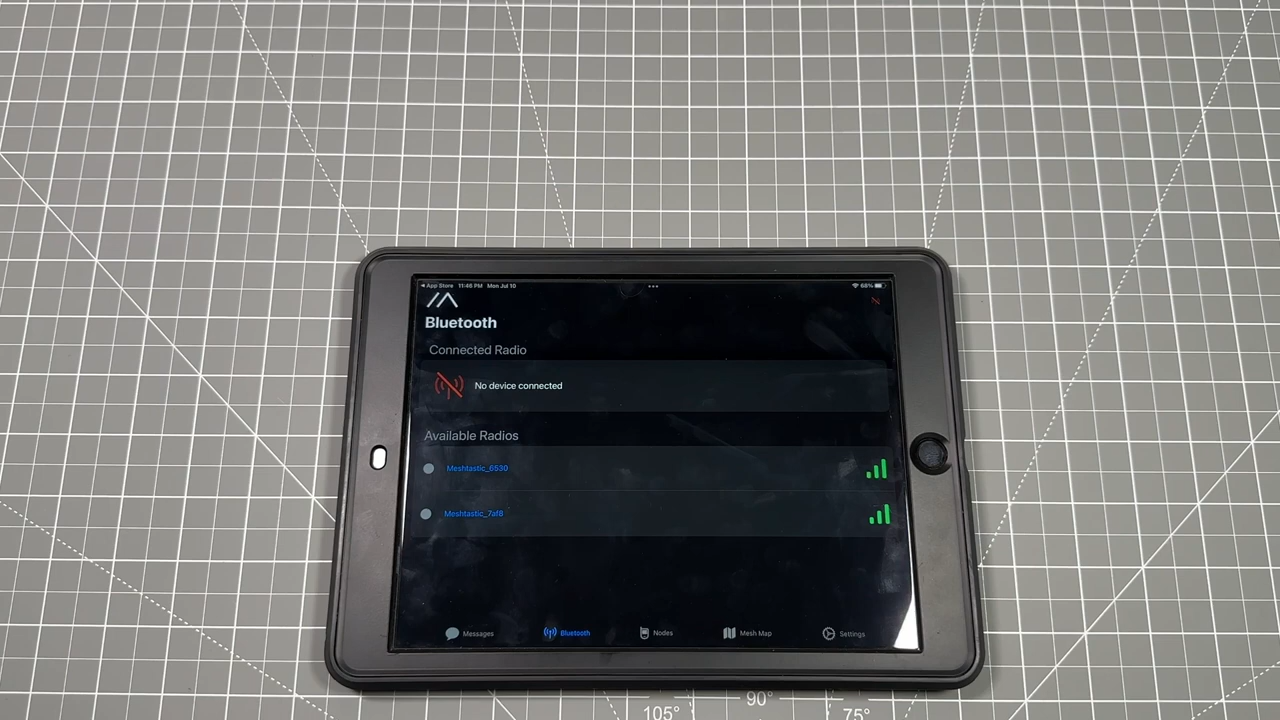 ◀ App Store 11:46 PM Mon Jul 10 68%
Bluetooth
Connected Radio
No device connected
Available Radios
Meshtastic_6530
Meshtastic_7af8
Messages Bluetooth Nodes Mesh Map Settings
105° 90° 75°